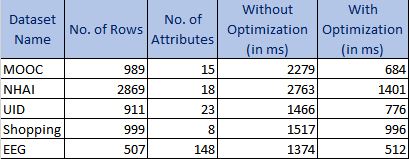 Dataset Name No. of Rows No. of Attributes Without Optimization (in ms) With Optimization (in ms)
MOOC 989 15 2279 684
NHAI 2869 18 2763 1401
UID 911 23 1466 776
Shopping 999 8 1517 996
EEG 507 148 1374 512